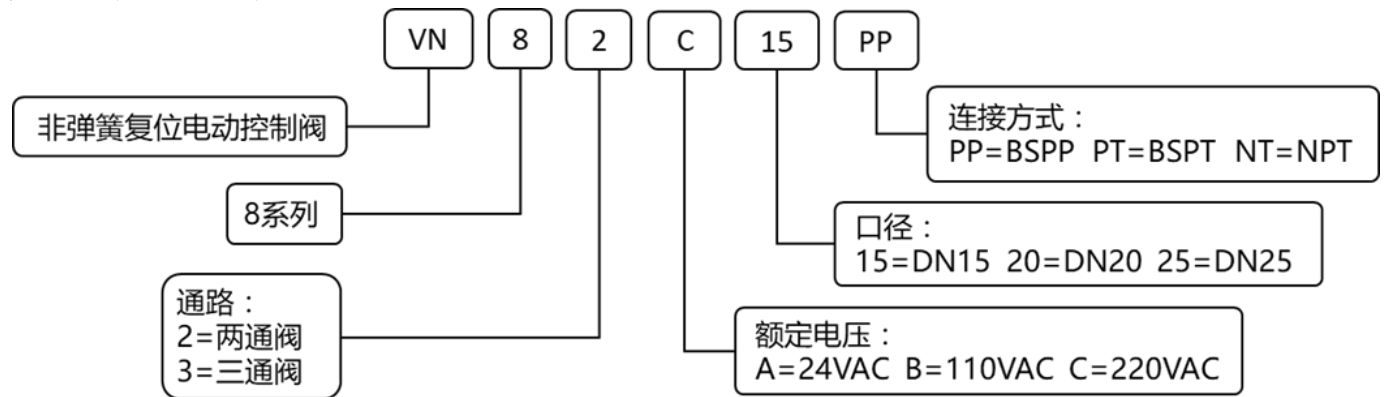 VN 8 2 C 15 PP
非弹簧复位电动控制阀
连接方式：
PP=BSPP PT=BSPT NT=NPT
8系列
口径：
15=DN15 20=DN20 25=DN25
通路：
2=两通阀
3=三通阀
额定电压：
A=24VAC B=110VAC C=220VAC